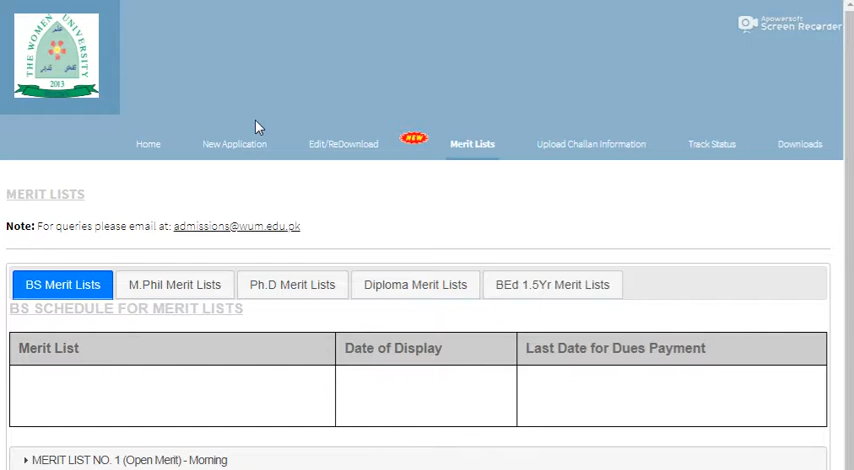 THE WOMEN UNIVERSITY
2013
Apowersoft
Screen Recorder
Home
New Application
Edit/ReDownload
NEW
Merit Lists
Upload Challan Information
Track Status
Downloads
MERIT LISTS
Note: For queries please email at: admissions@wum.edu.pk
BS Merit Lists
M.Phil Merit Lists
Ph.D Merit Lists
Diploma Merit Lists
BEd 1.5Yr Merit Lists
BS SCHEDULE FOR MERIT LISTS
Merit List
Date of Display
Last Date for Dues Payment
MERIT LIST NO. 1 (Open Merit) - Morning